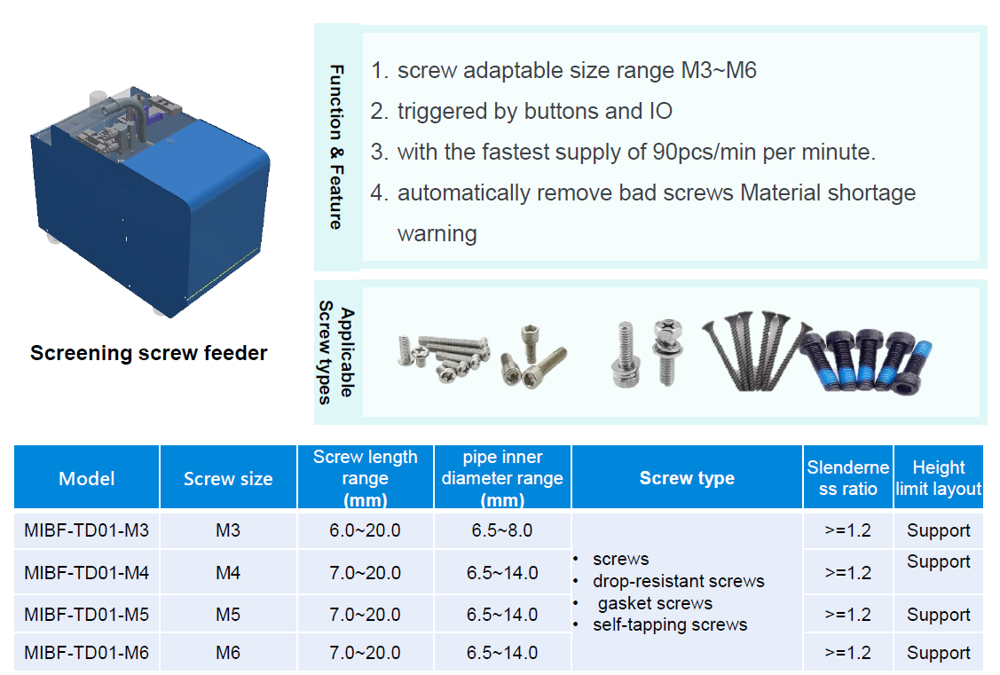 Function & Feature
1. screw adaptable size range M3~M6
2. triggered by buttons and IO
3. with the fastest supply of 90pcs/min per minute.
4. automatically remove bad screws Material shortage
warning
Screening screw feeder
Applicable
Screw types
Model
Screw size
Screw length
range
(mm)
pipe inner
diameter range
(mm)
Screw type
Slenderne
ss ratio
Height
limit layout
MIBF-TD01-M3 M3 6.0~20.0 6.5~8.0 >=1.2 Support
MIBF-TD01-M4 M4 7.0~20.0 6.5~14.0 >=1.2 Support
MIBF-TD01-M5 M5 7.0~20.0 6.5~14.0 >=1.2 Support
MIBF-TD01-M6 M6 7.0~20.0 6.5~14.0 >=1.2 Support
• screws
• drop-resistant screws
• gasket screws
• self-tapping screws